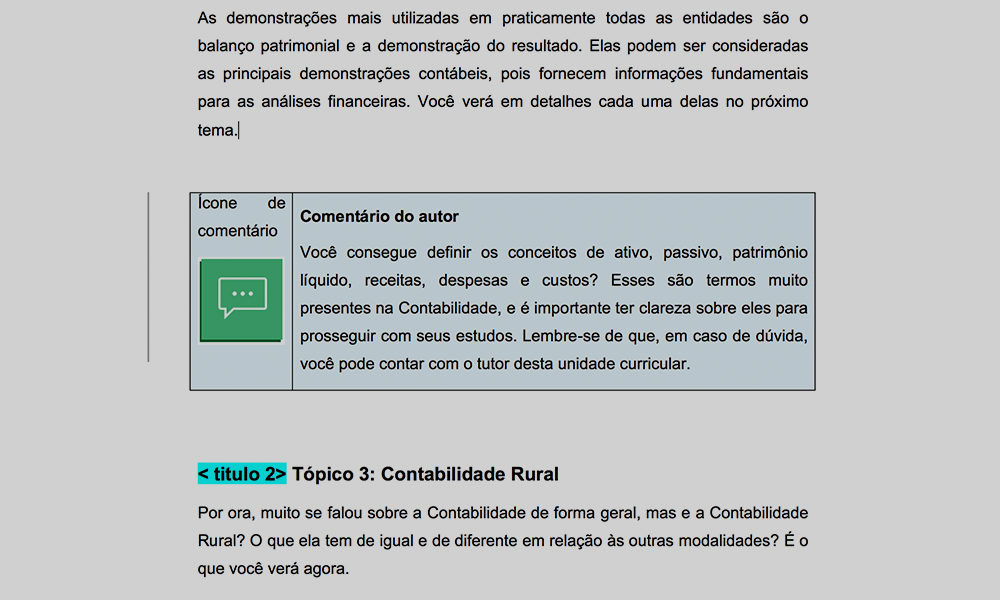 As demonstrações mais utilizadas em praticamente todas as entidades são o
balanço patrimonial e a demonstração do resultado. Elas podem ser consideradas
as principais demonstrações contábeis, pois fornecem informações fundamentais
para as análises financeiras. Você verá em detalhes cada uma delas no próximo
tema.
Ícone de
comentário
Comentário do autor
Você consegue definir os conceitos de ativo, passivo, patrimônio
líquido, receitas, despesas e custos? Esses são termos muito
presentes na Contabilidade, e é importante ter clareza sobre eles para
prosseguir com seus estudos. Lembre-se de que, em caso de dúvida,
você pode contar com o tutor desta unidade curricular.
< titulo 2> Tópico 3: Contabilidade Rural
Por ora, muito se falou sobre a Contabilidade de forma geral, mas e a Contabilidade
Rural? O que ela tem de igual e de diferente em relação às outras modalidades? É o
que você verá agora.